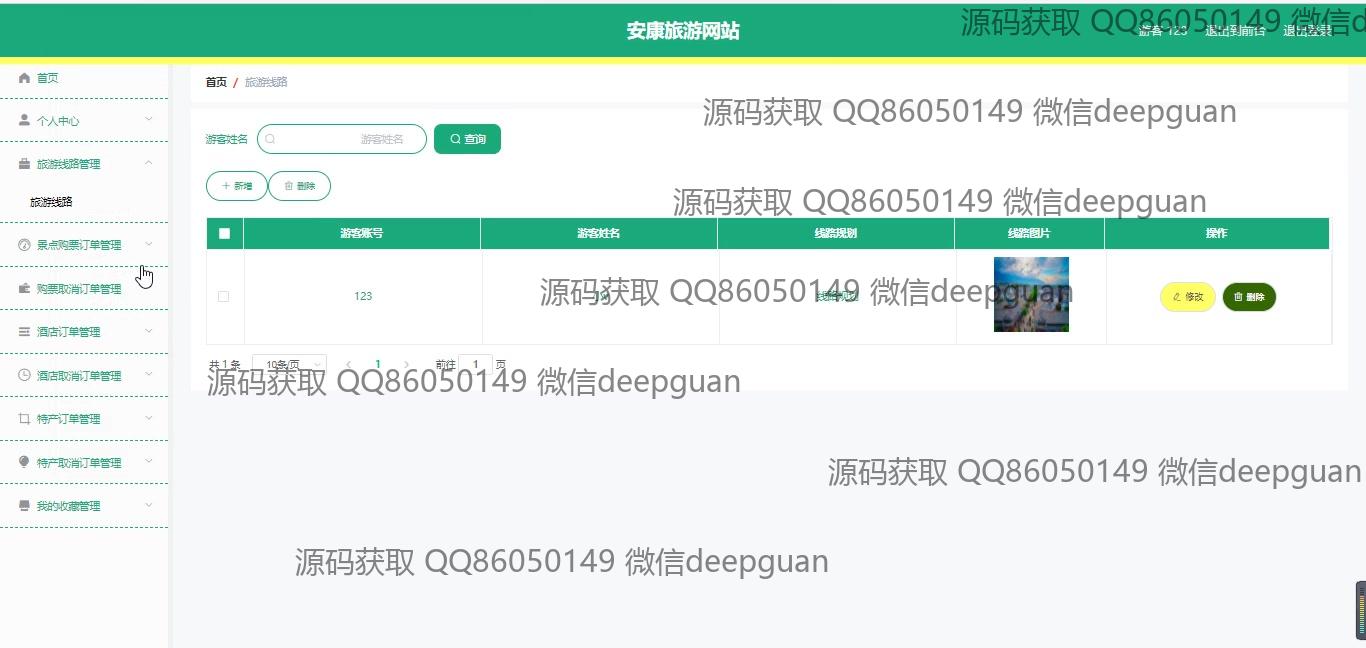 安康旅游网站
游客 123 退出到前台 退出登录
源码获取 QQ86050149 微信d
首页
个人中心
旅游线路管理
旅游线路
景点购票订单管理
购票取消订单管理
酒店订单管理
酒店取消订单管理
特产订单管理
特产取消订单管理
我的收藏管理
首页 / 旅游线路
源码获取 QQ86050149 微信deepguan
游客姓名 游客姓名 查询
新增 删除
源码获取 QQ86050149 微信deepguan
游客账号 游客姓名 线路规划 线路图片 操作
123 线路规划 修改 删除
源码获取 QQ86050149 微信deepguan
共 1 条 10条/页 1 前往 1 页
源码获取 QQ86050149 微信deepguan
源码获取 QQ86050149 微信deepguan
源码获取 QQ86050149 微信deepguan